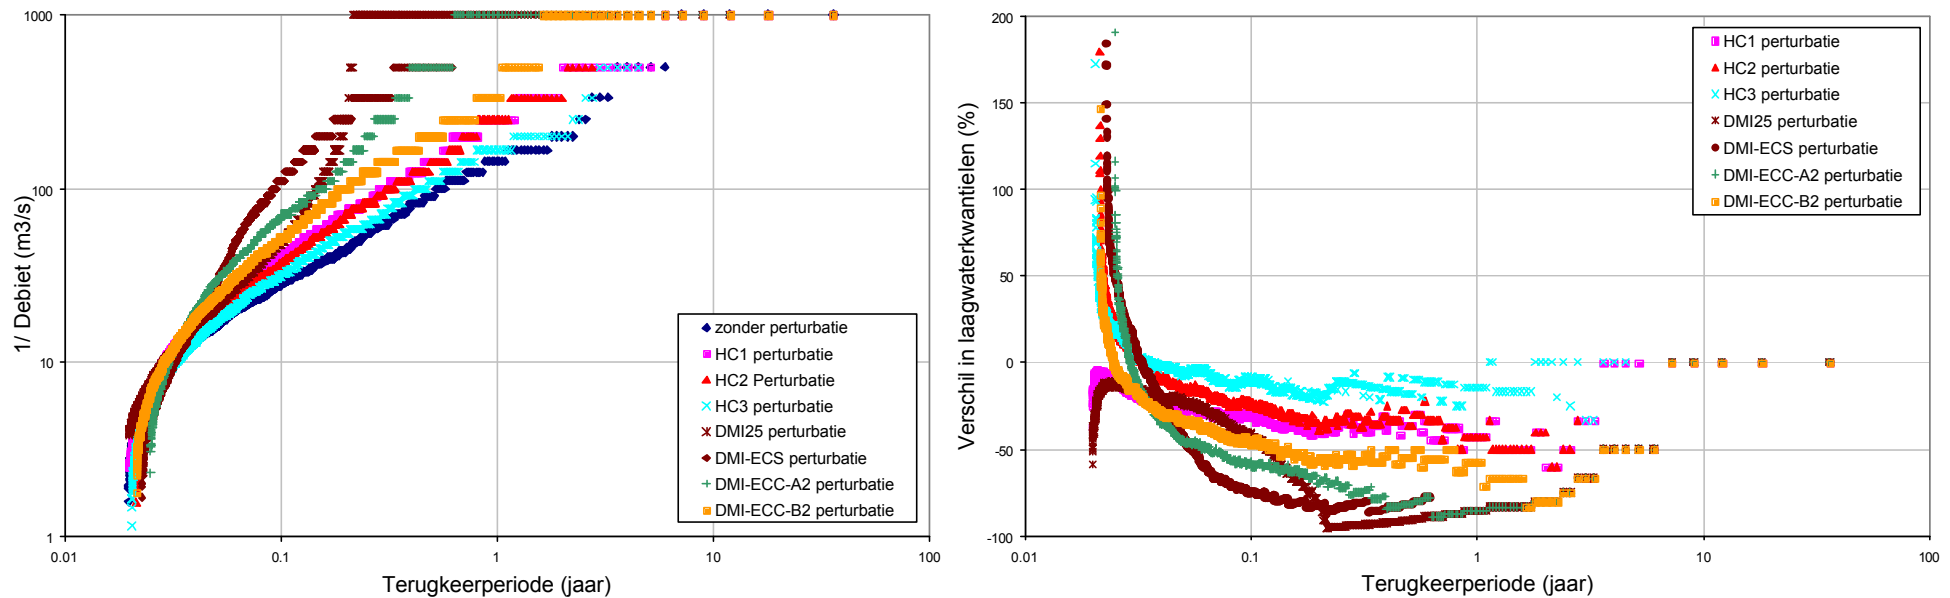 1000
100
10
1
0.01
0.1
1
10
100
1/ Debiet (m3/s)
Terugkeerperiode (jaar)
zonder perturbatie
HC1 perturbatie
HC2 Perturbatie
HC3 perturbatie
DMI25 perturbatie
DMI-ECS perturbatie
DMI-ECC-A2 perturbatie
DMI-ECC-B2 perturbatie
200
150
100
50
0
-50
-100
0.01
0.1
1
10
100
Verschil in laagwaterkwantielen (%)
Terugkeerperiode (jaar)
HC1 perturbatie
HC2 perturbatie
HC3 perturbatie
DMI25 perturbatie
DMI-ECS perturbatie
DMI-ECC-A2 perturbatie
DMI-ECC-B2 perturbatie